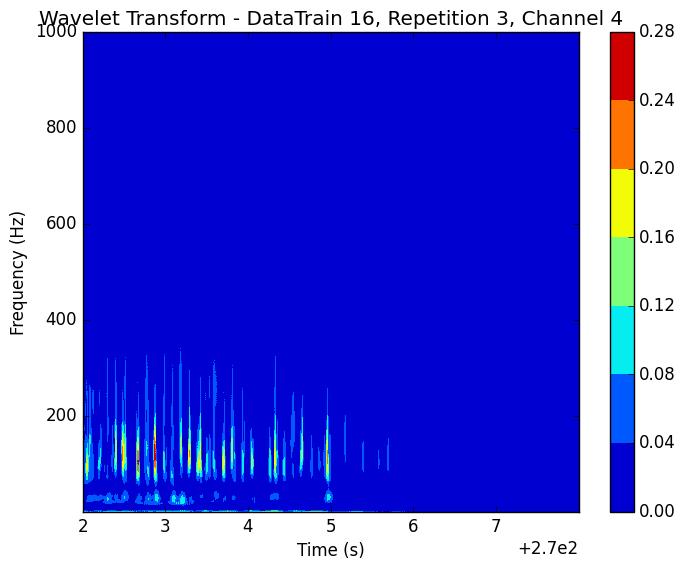 Wavelet Transform - DataTrain 16, Repetition 3, Channel 4
1000
800
600
400
200
Frequency (Hz)
2 3 4 5 6 7
Time (s)
+2.7e2
0.28
0.24
0.20
0.16
0.12
0.08
0.04
0.00